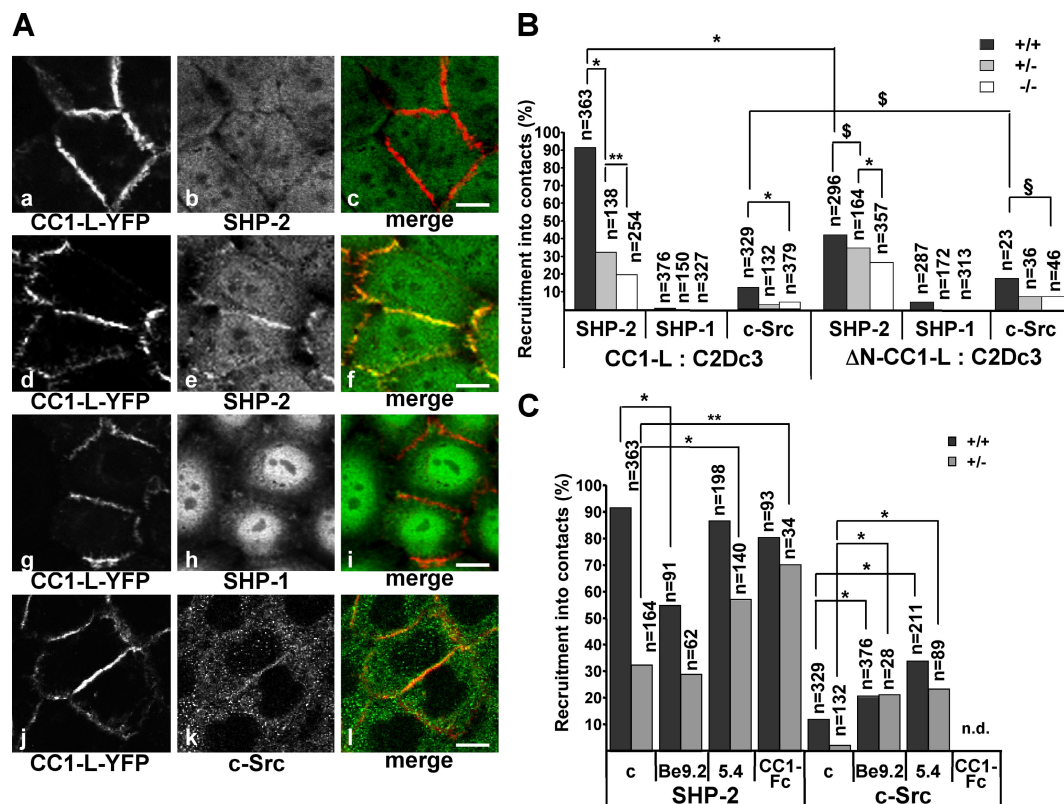 A
a
b
c
CC1-L-YFP
SHP-2
merge
d
e
f
CC1-L-YFP
SHP-2
merge
g
h
i
CC1-L-YFP
SHP-1
merge
j
k
l
CC1-L-YFP
c-Src
merge
B
+/+
+/-
-/-
Recruitment into contacts (%)
100
90
80
70
60
50
40
30
20
10
*
*
**
$
*
$
*
§
n=363
n=138
n=254
n=376
n=150
n=327
n=329
n=132
n=379
n=296
n=164
n=357
n=287
n=172
n=313
n=23
n=36
n=46
SHP-2
SHP-1
c-Src
SHP-2
SHP-1
c-Src
CC1-L : C2Dc3
ΔN-CC1-L : C2Dc3
C
+/+
+/-
Recruitment into contacts (%)
100
90
80
70
60
50
40
30
20
10
*
**
*
*
*
*
*
n=363
n=164
n=91
n=62
n=198
n=140
n=93
n=34
n=329
n=132
n=376
n=28
n=211
n=89
n.d.
c
Be9.2
5.4
CC1-
Fc
c
Be9.2
5.4
CC1-
Fc
SHP-2
c-Src